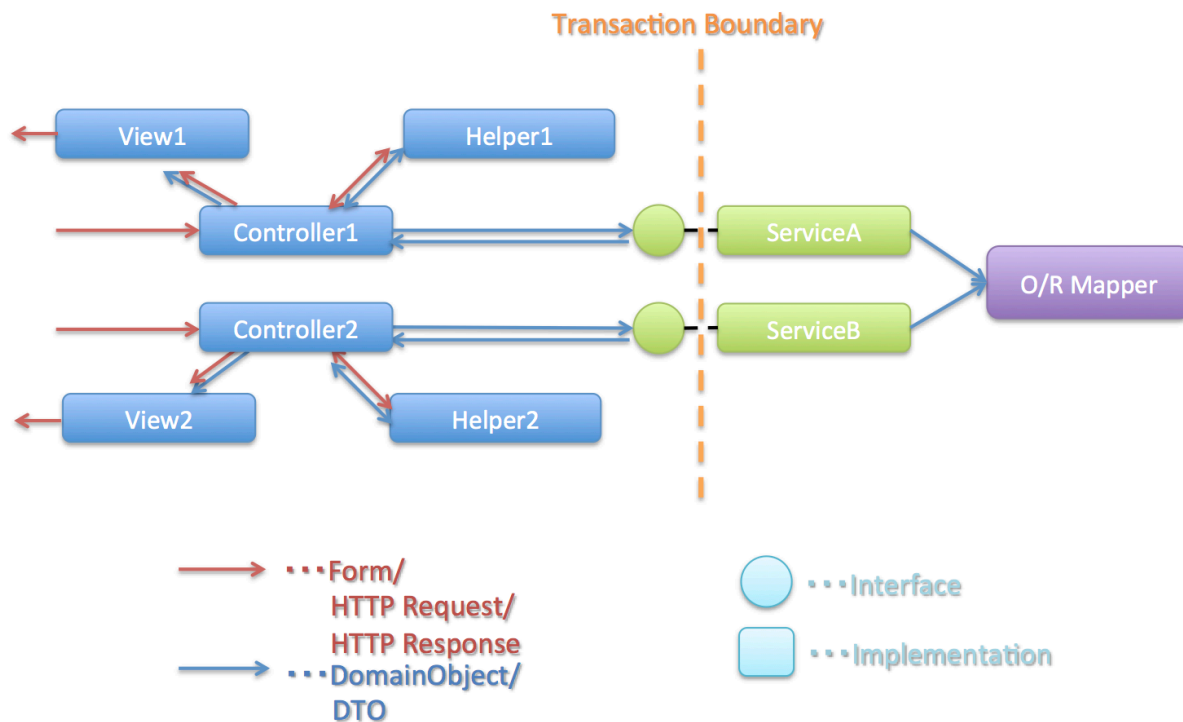 Transaction Boundary
View1
Helper1
Controller1
ServiceA
O/R Mapper
Controller2
ServiceB
View2
Helper2
・・・Form/
HTTP Request/
HTTP Response
・・・DomainObject/
DTO
・・・Interface
・・・Implementation